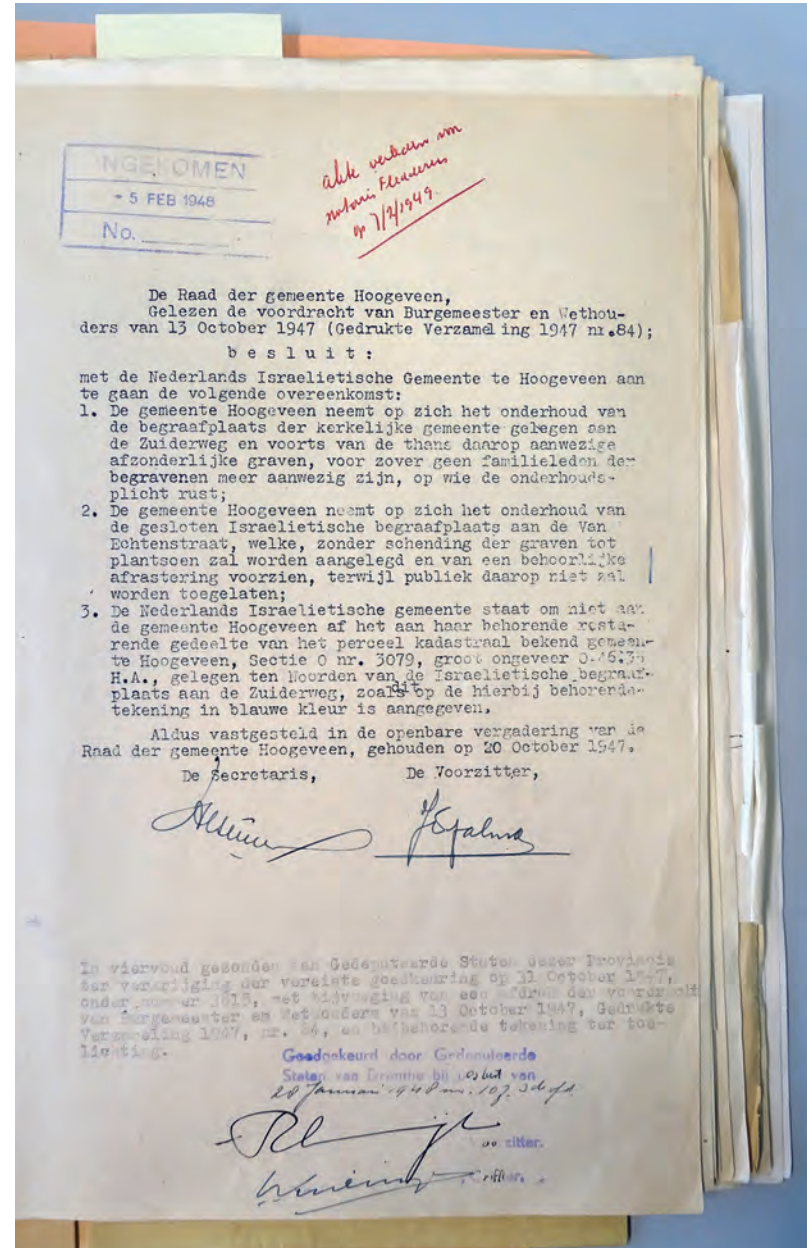 INGEKOMEN
- 5 FEB 1948
No.
akte verleden
notaris
op 7/2/1949.
De Raad der gemeente Hoogeveen,
Gelezen de voordracht van Burgemeester en Wethou-
ders van 13 October 1947 (Gedrukte Verzameling 1947 nr.84);
b e s l u i t :
met de Nederlands Israelietische Gemeente te Hoogeveen aan
te gaan de volgende overeenkomst:
1. De gemeente Hoogeveen neemt op zich het onderhoud van
de begraafplaats der kerkelijke gemeente gelegen aan
de Zuiderweg en voorts van de thans daarop aanwezige
afzonderlijke graven, voor zover geen familieleden der
begravenen meer aanwezig zijn, op wie de onderhouds-
plicht rust;
2. De gemeente Hoogeveen neemt op zich het onderhoud van
de gesloten Israelietische begraafplaats aan de Van
Echtenstraat, welke, zonder schending der graven tot
plantsoen zal worden aangelegd en van een behoorlijke
afrastering voorzien, terwijl publiek daarop niet zal
worden toegelaten;
3. De Nederlands Israelietische gemeente staat om niet aan
de gemeente Hoogeveen af het aan haar behorende resta-
rende gedeelte van het perceel kadastraal bekend gemeen-
te Hoogeveen, Sectie O nr. 3079, groot ongeveer
H.A., gelegen ten Noorden van de Israelietische begraaf-
plaats aan de Zuiderweg, zoals dit op de hierbij behorende
tekening in blauwe kleur is aangegeven.
Aldus vastgesteld in de openbare vergadering van de
Raad der gemeente Hoogeveen, gehouden op 20 October 1947.
De Secretaris, De Voorzitter,
In viervoud gezonden aan Gedeputeerde Staten dezer Provincie
ter verkrijging der vereiste goedkeuring op 31 October 1947,
onder nummer 3615, met bijvoeging van een afdruk der voordracht
van Burgemeester en Wethouders van 13 October 1947, Gedrukte
Verzameling 1947, nr. 84, en bijbehorende tekening ter toe-
lichting.
Goedgekeurd door Gedeputeerde
Staten van Drenthe bij besluit van
28 Januari 1948 nr. 107,
Voorzitter.
Griffier.